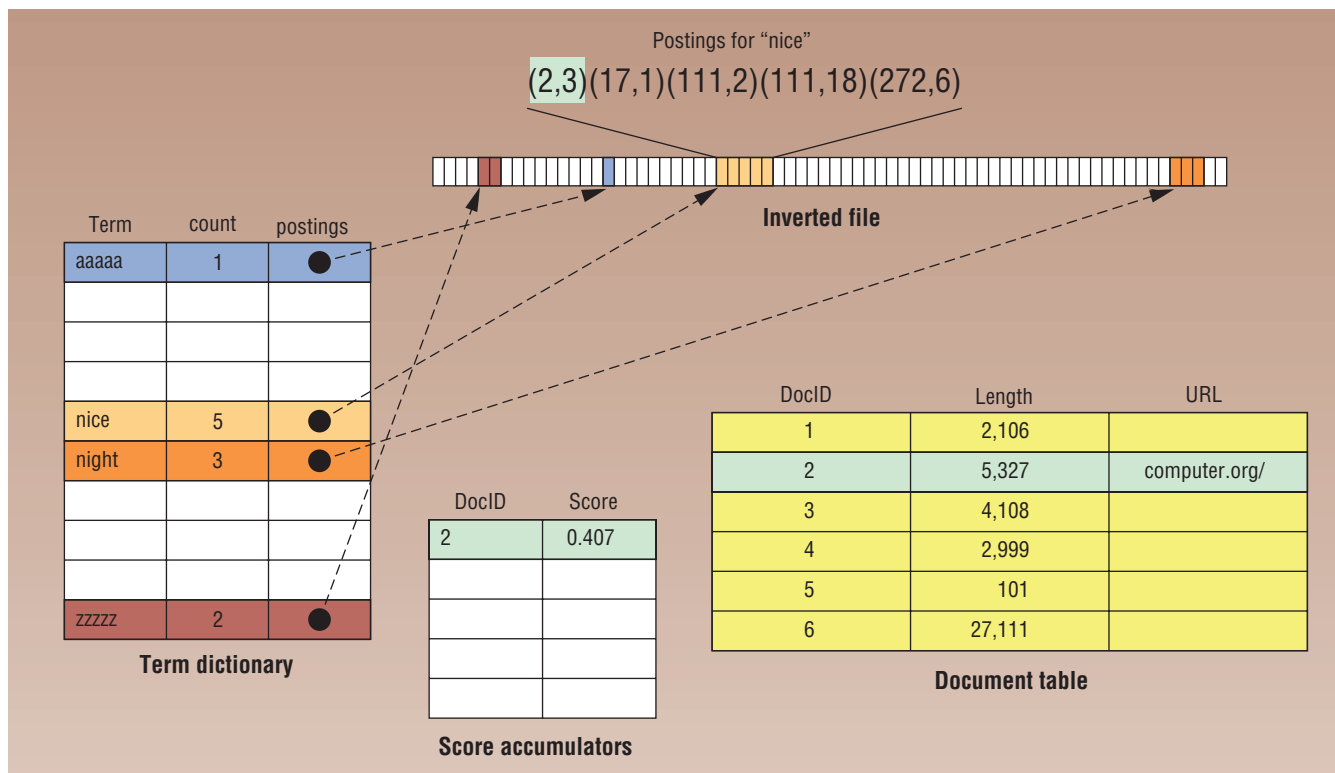 Postings for “nice”
(2,3)(17,1)(111,2)(111,18)(272,6)
Inverted file
Term count postings
aaaaa 1
nice 5
night 3
zzzzz 2
Term dictionary
DocID Score
2 0.407
Score accumulators
DocID Length URL
1 2,106
2 5,327 computer.org/
3 4,108
4 2,999
5 101
6 27,111
Document table